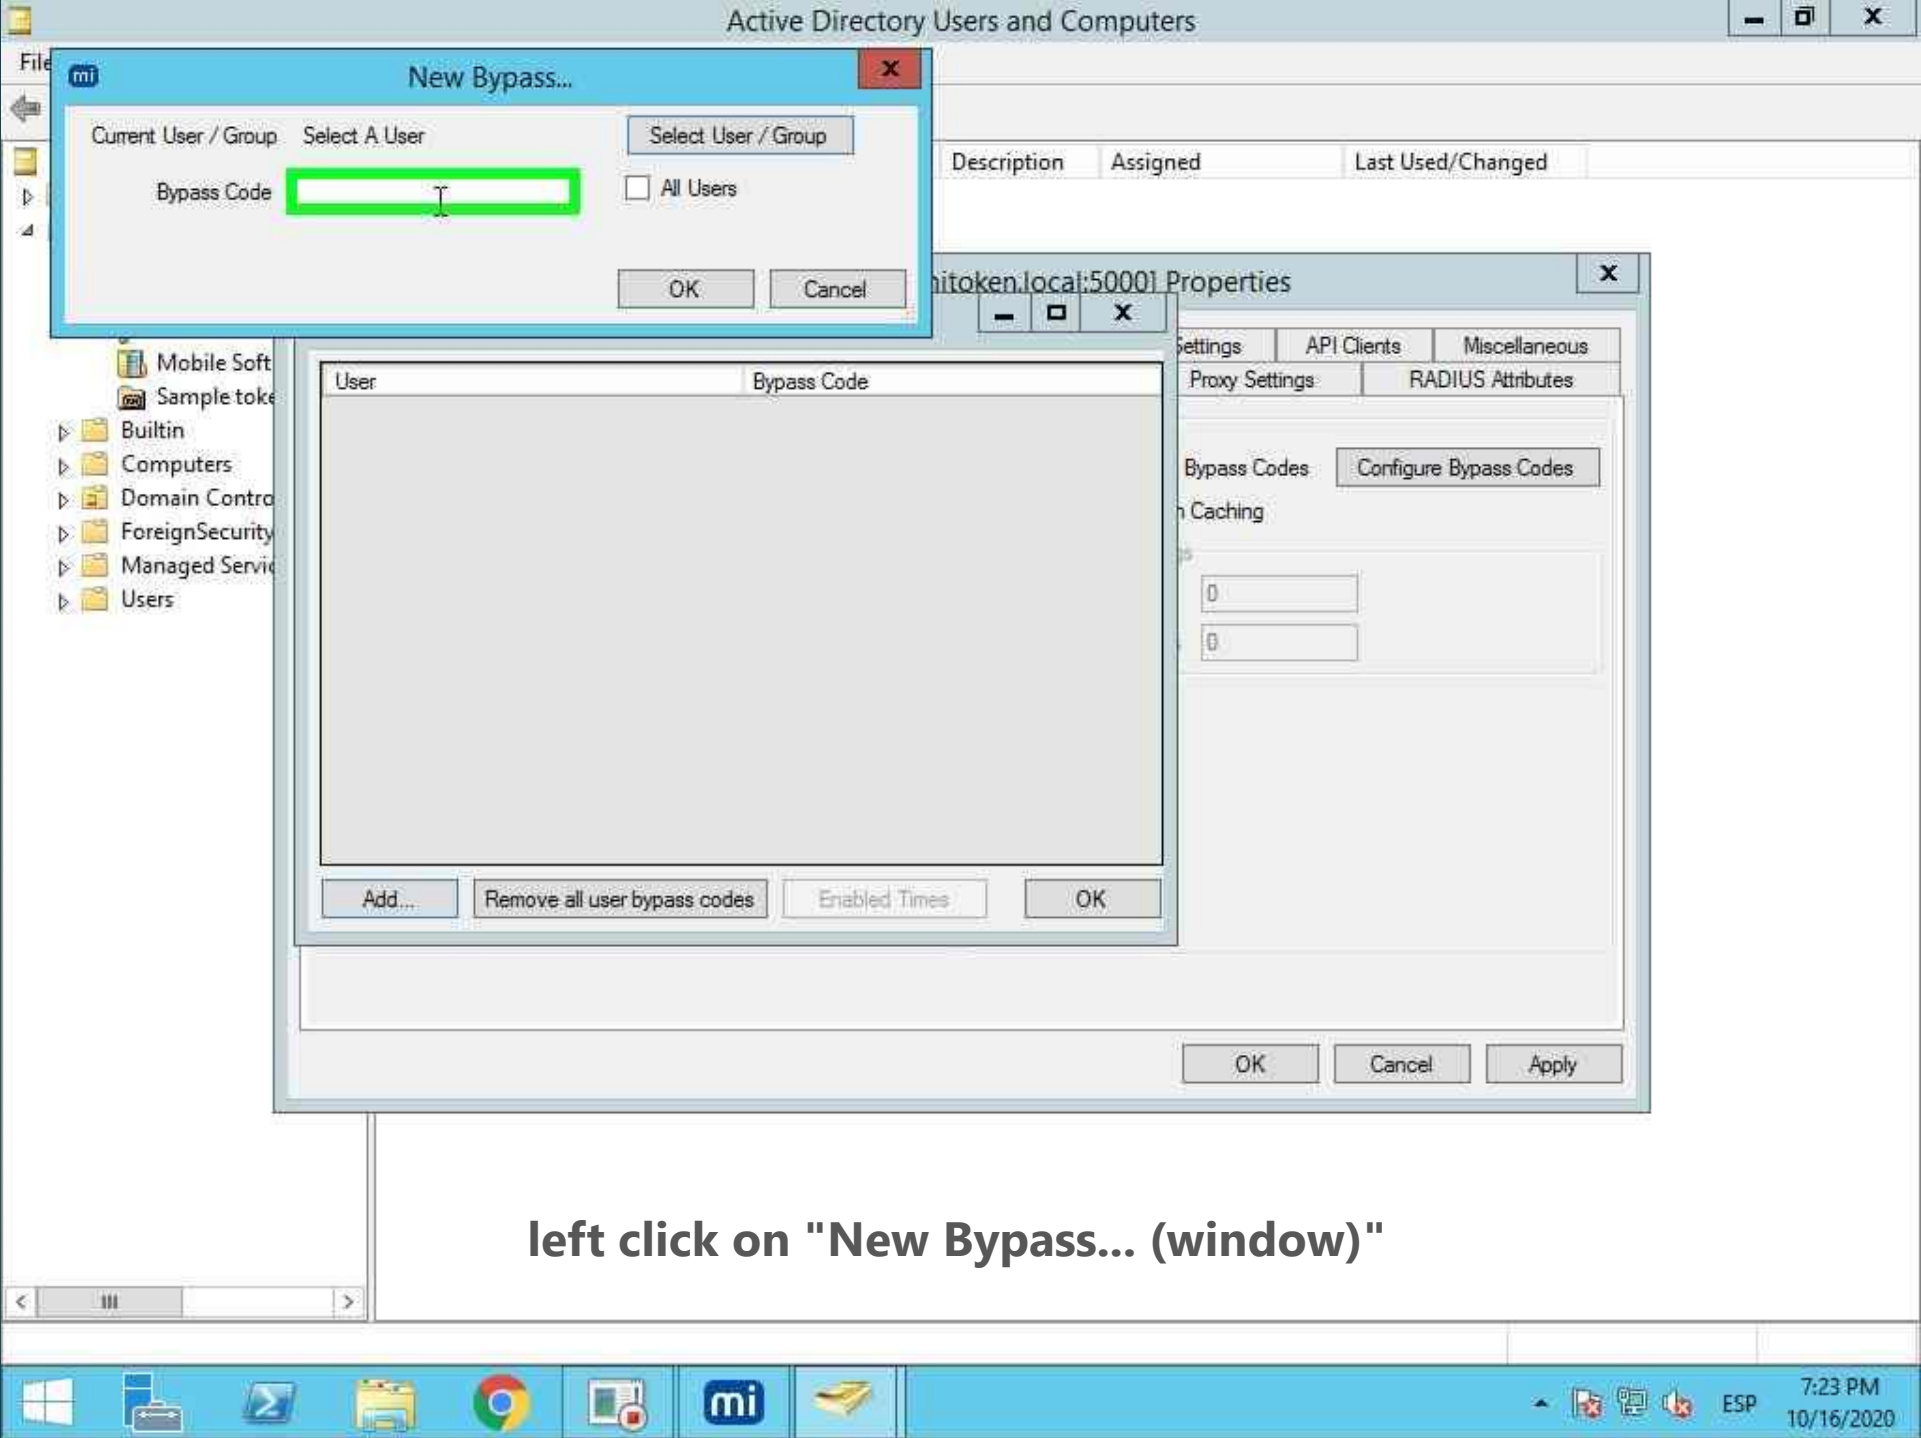 Active Directory Users and Computers
File
mi
New Bypass...
Current User / Group
Select A User
Select User / Group
Bypass Code
All Users
OK
Cancel
Description
Assigned
Last Used/Changed
:5000] Properties
Settings
API Clients
Miscellaneous
Proxy Settings
RADIUS Attributes
Mobile Soft
Sample toke
Builtin
Computers
Domain Contro
ForeignSecurity
Managed Servic
Users
User
Bypass Code
Bypass Codes
Configure Bypass Codes
Caching
0
0
Add...
Remove all user bypass codes
Enabled Times
OK
OK
Cancel
Apply
left click on "New Bypass... (window)"
mi
ESP
7:23 PM
10/16/2020